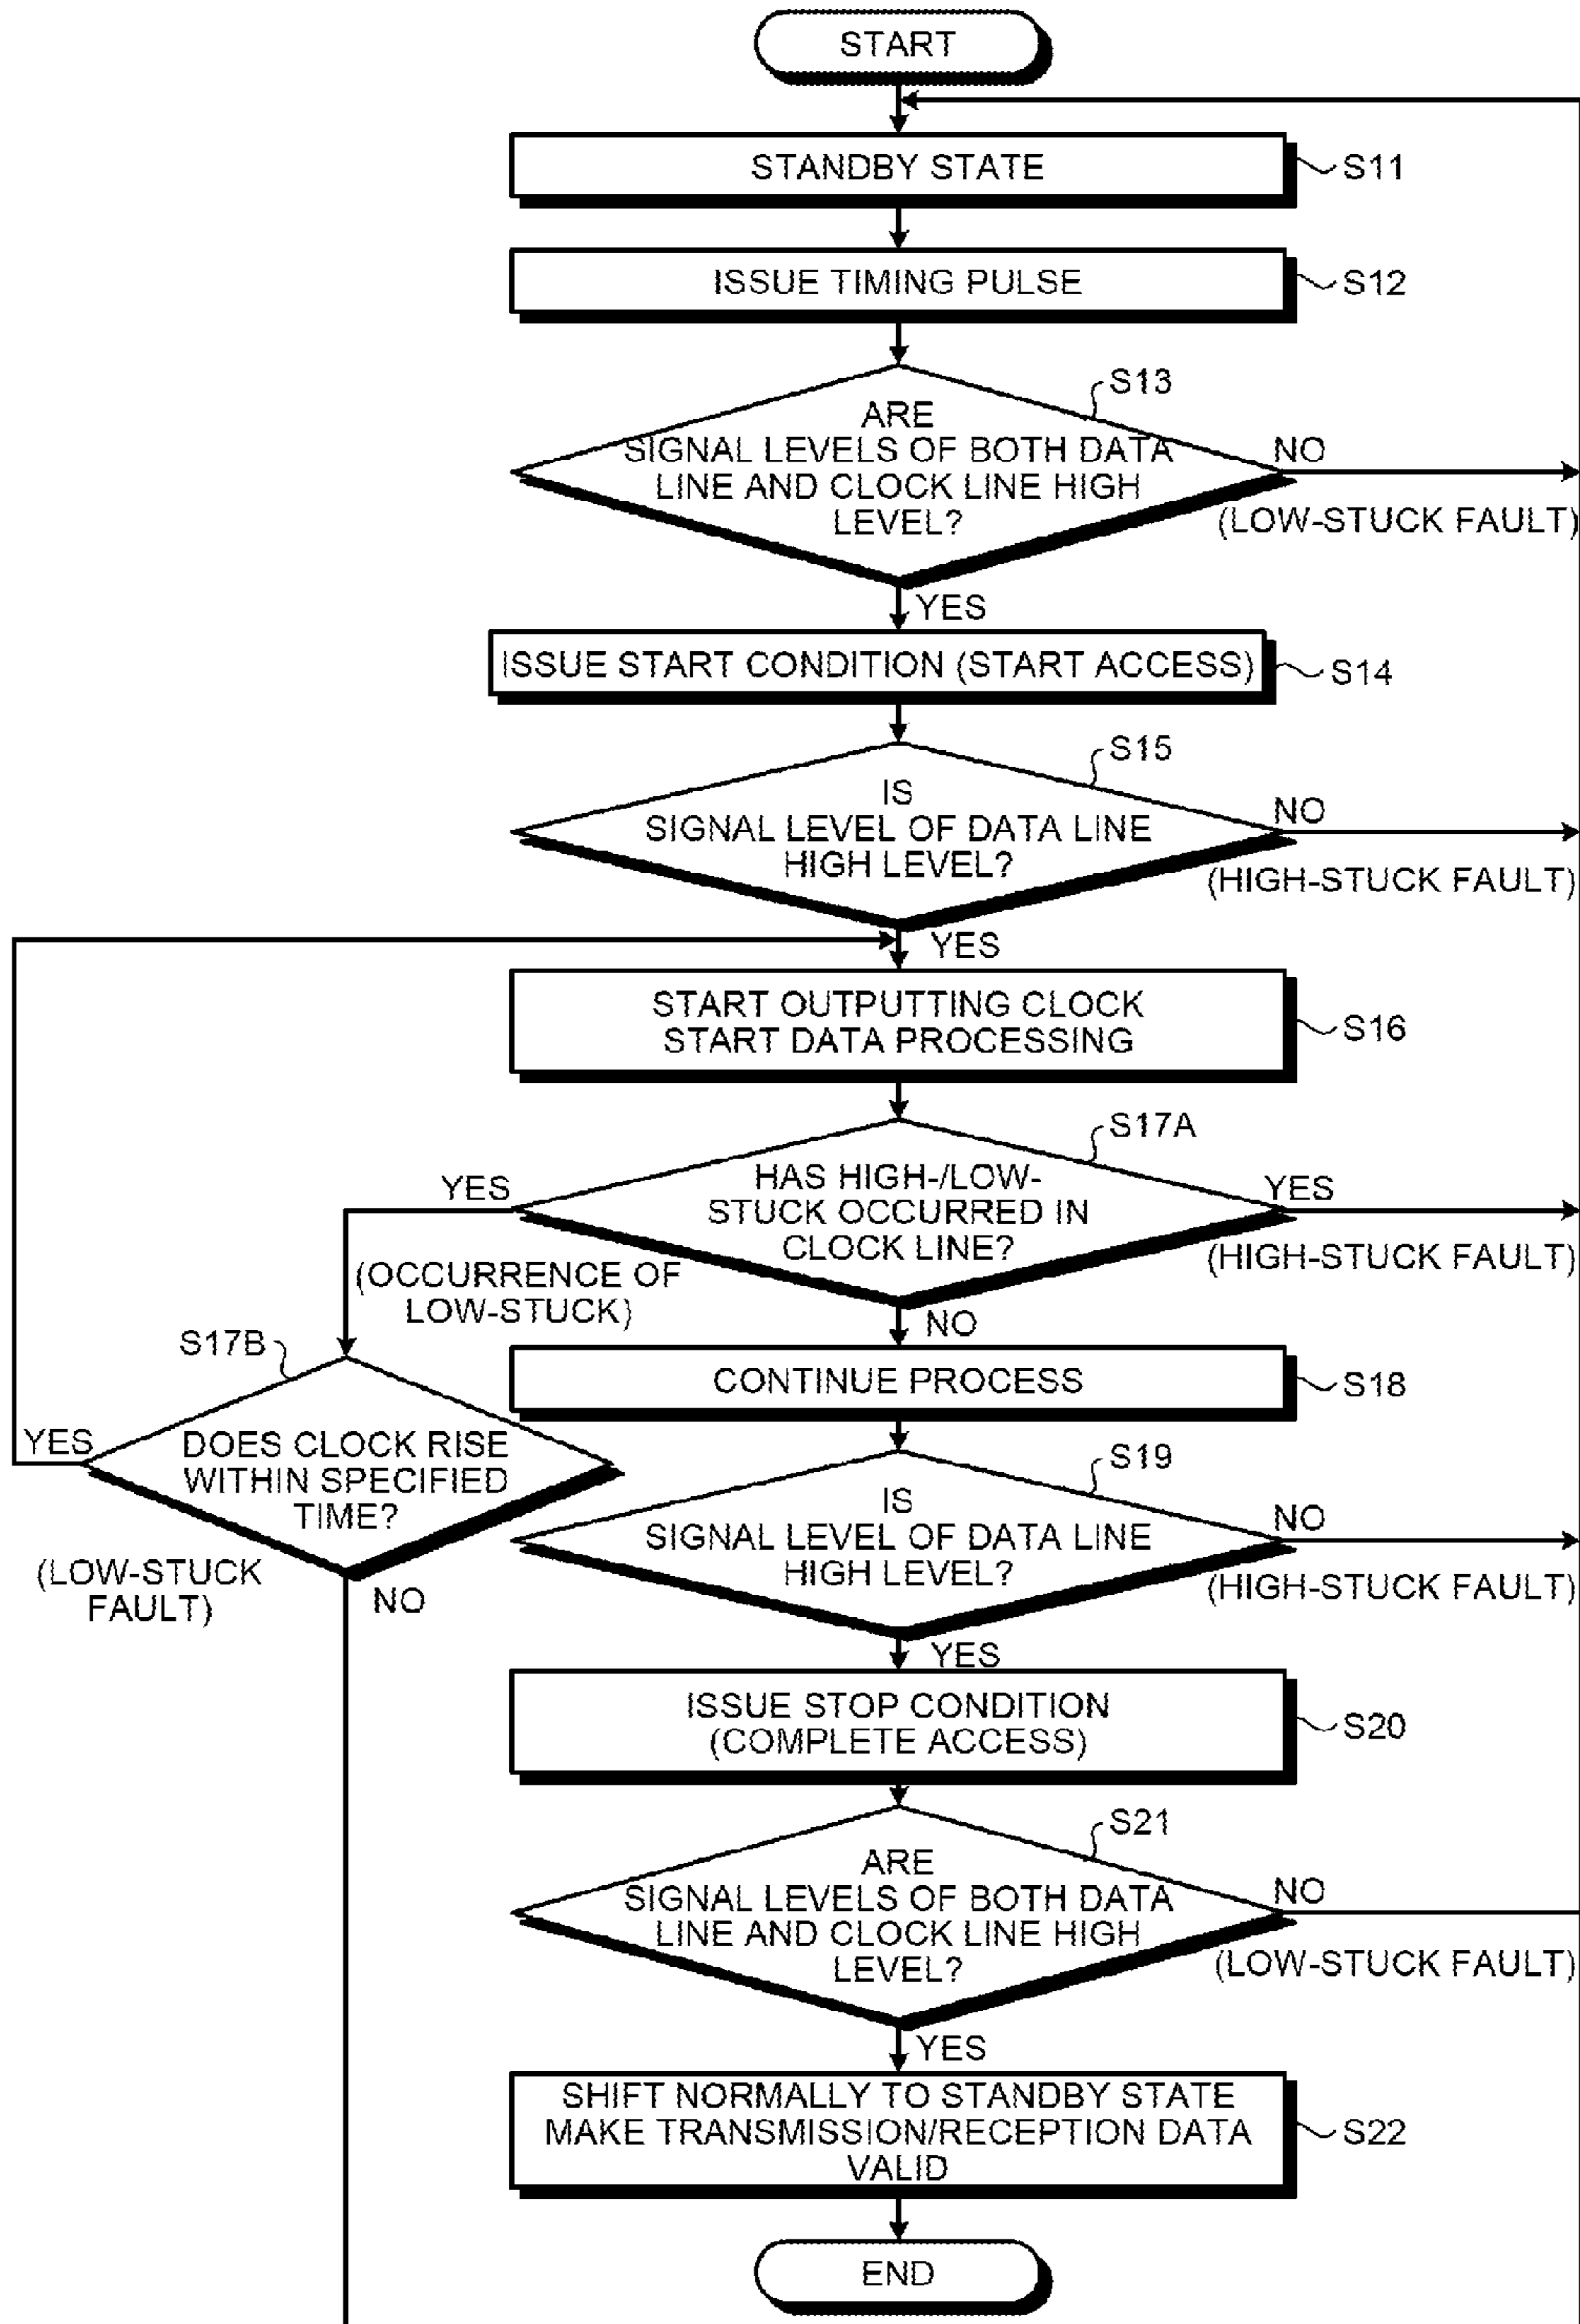 START
STANDBY STATE
S11
ISSUE TIMING PULSE
S12
S13
ARE
SIGNAL LEVELS OF BOTH DATA
LINE AND CLOCK LINE HIGH
LEVEL?
NO
(LOW-STUCK FAULT)
YES
ISSUE START CONDITION (START ACCESS)
S14
S15
IS
SIGNAL LEVEL OF DATA LINE
HIGH LEVEL?
NO
(HIGH-STUCK FAULT)
YES
START OUTPUTTING CLOCK
START DATA PROCESSING
S16
S17A
HAS HIGH-/LOW-
STUCK OCCURRED IN
CLOCK LINE?
YES
(OCCURRENCE OF
LOW-STUCK)
YES
(HIGH-STUCK FAULT)
NO
S17B
DOES CLOCK RISE
WITHIN SPECIFIED
TIME?
YES
(LOW-STUCK
FAULT)
NO
CONTINUE PROCESS
S18
S19
IS
SIGNAL LEVEL OF DATA LINE
HIGH LEVEL?
NO
(HIGH-STUCK FAULT)
YES
ISSUE STOP CONDITION
(COMPLETE ACCESS)
S20
S21
ARE
SIGNAL LEVELS OF BOTH DATA
LINE AND CLOCK LINE HIGH
LEVEL?
NO
(LOW-STUCK FAULT)
YES
SHIFT NORMALLY TO STANDBY STATE
MAKE TRANSMISSION/RECEPTION DATA
VALID
S22
END